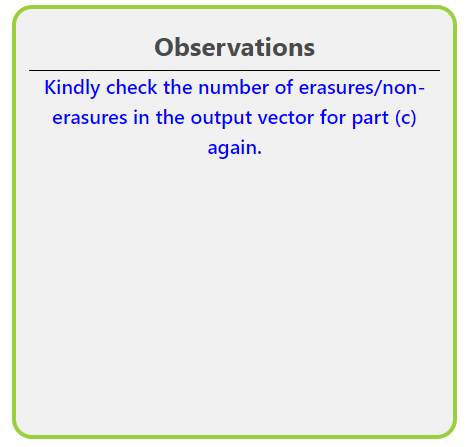 Observations
Kindly check the number of erasures/non-
erasures in the output vector for part (c)
again.